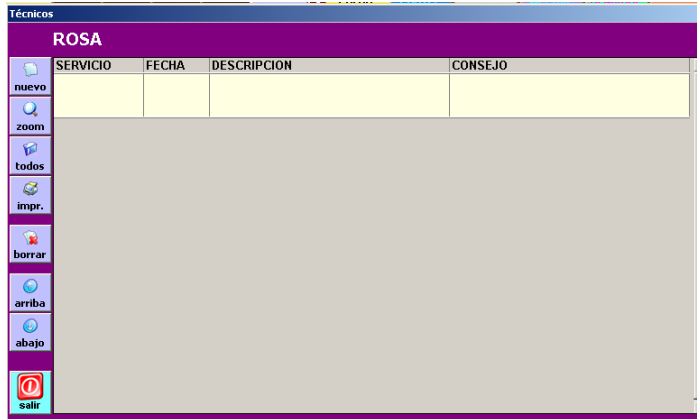 Técnicos
ROSA
SERVICIO FECHA DESCRIPCION CONSEJO
nuevo
zoom
todos
impr.
borrar
arriba
abajo
salir